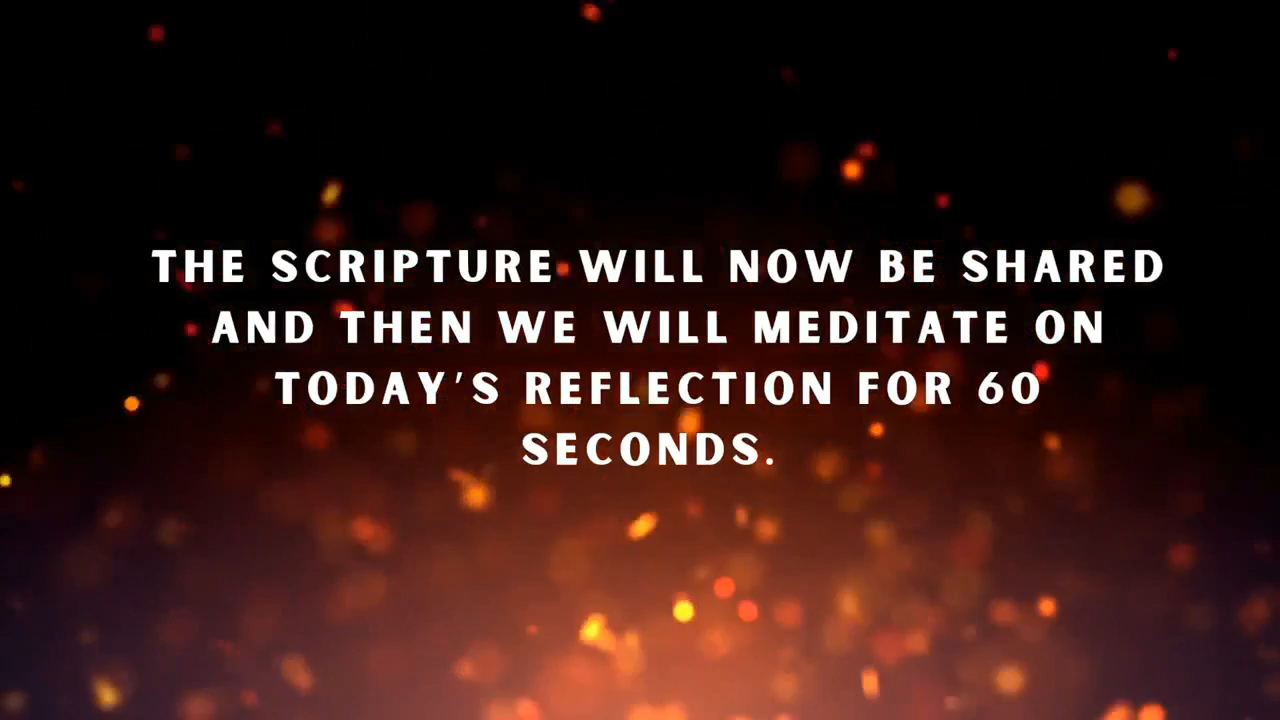 THE SCRIPTURE WILL NOW BE SHARED
AND THEN WE WILL MEDITATE ON
TODAY'S REFLECTION FOR 60
SECONDS.